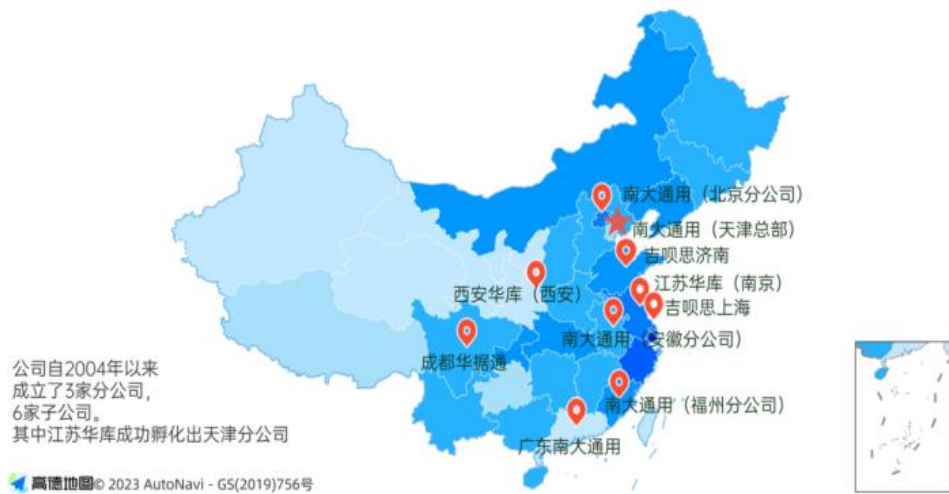 南大通用（北京分公司）
南大通用（天津总部）
吉呗思济南
西安华库（西安）
江苏华库（南京）
吉呗思上海
南大通用（安徽分公司）
成都华据通
南大通用（福州分公司）
广东南大通用
公司自2004年以来
成立了3家分公司，
6家子公司。
其中江苏华库成功孵化出天津分公司
高德地图© 2023 AutoNavi - GS(2019)756号